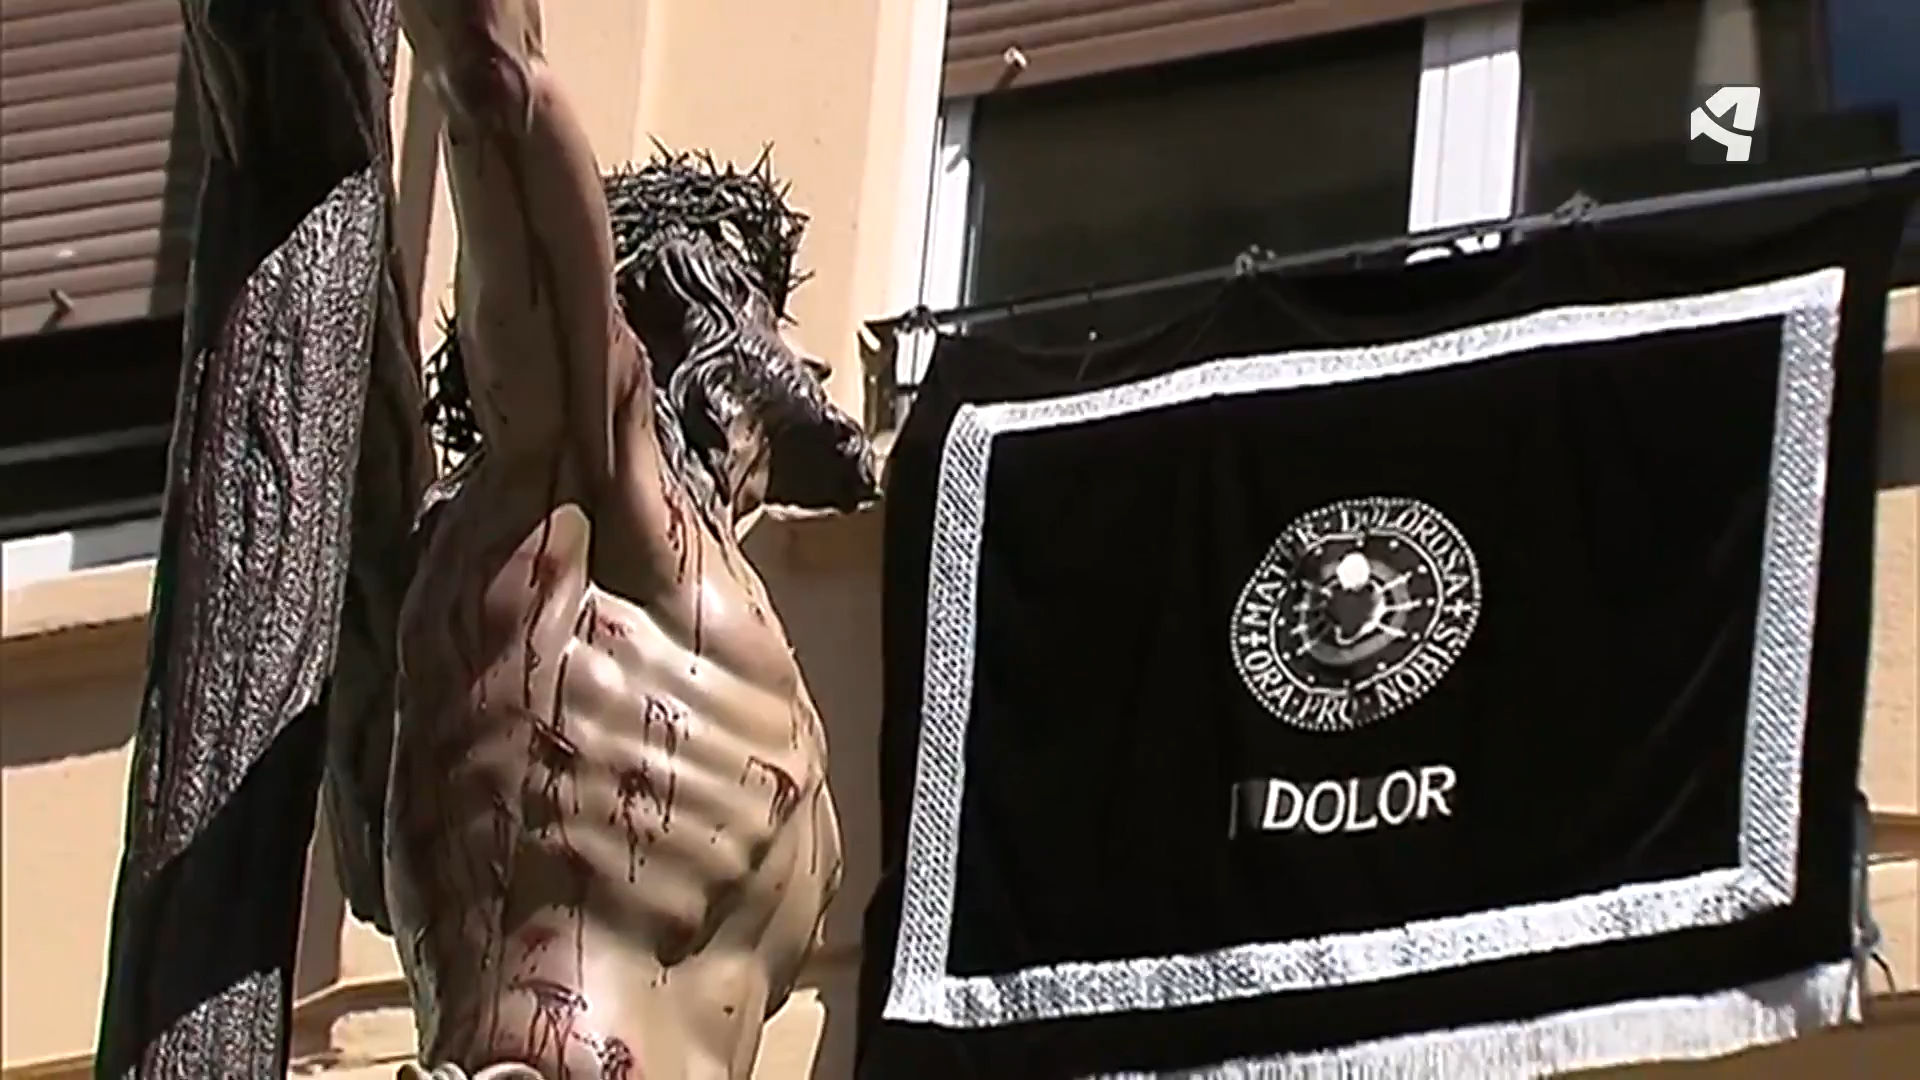 ✝ MATER · DOLOROSA ✝
ORA · PRO · NOBIS
DOLOR